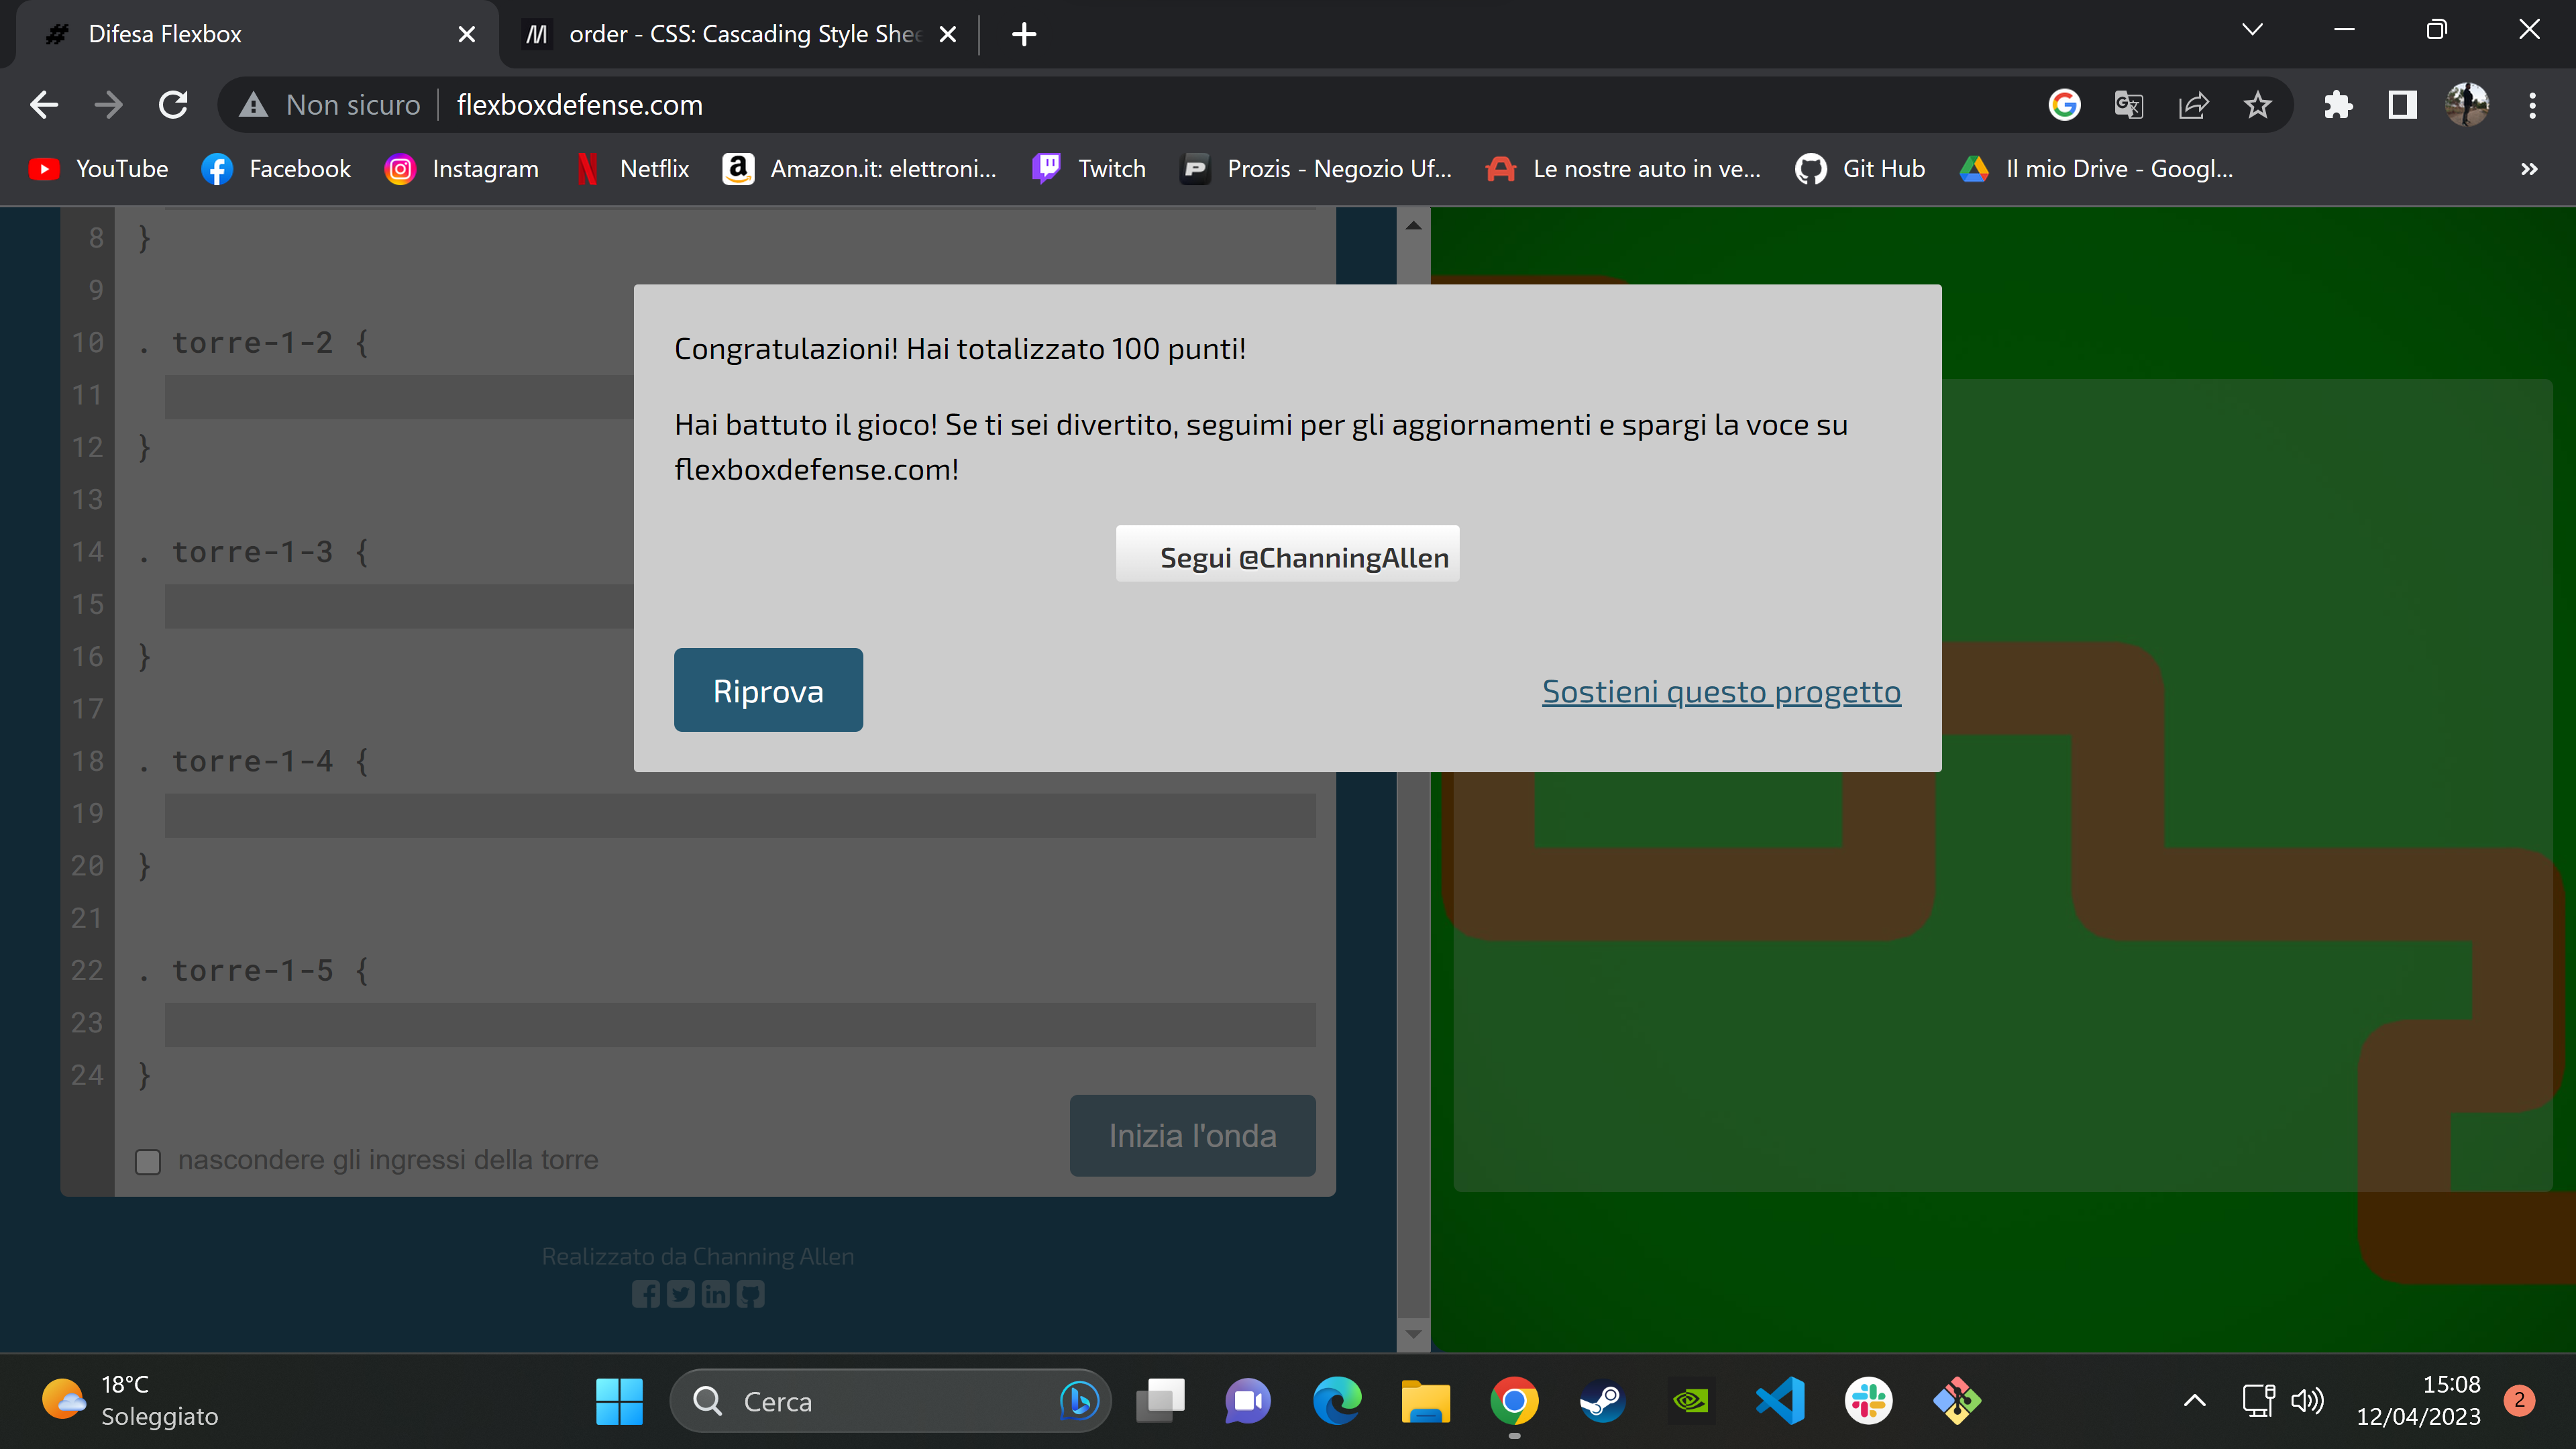 Difesa Flexbox
order - CSS: Cascading Style Shee
Non sicuro
flexboxdefense.com
YouTube
Facebook
Instagram
Netflix
Amazon.it: elettroni...
Twitch
Prozis - Negozio Uf...
Le nostre auto in ve...
Git Hub
Il mio Drive - Googl...
»
8 }
9
10 . torre-1-2 {
11
12 }
13
14 . torre-1-3 {
15
16 }
17
18 . torre-1-4 {
19
20 }
21
22 . torre-1-5 {
23
24 }
Congratulazioni! Hai totalizzato 100 punti!
Hai battuto il gioco! Se ti sei divertito, seguimi per gli aggiornamenti e spargi la voce su
flexboxdefense.com!
Segui @ChanningAllen
Riprova
Sostieni questo progetto
Inizia l'onda
nascondere gli ingressi della torre
Realizzato da Channing Allen
18°C
Soleggiato
Cerca
15:08
12/04/2023
2